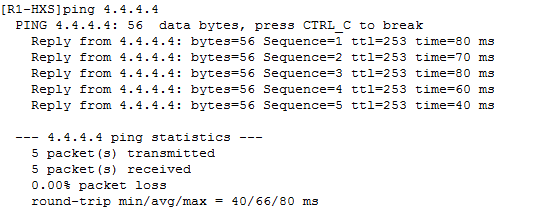 [R1-HXS]ping 4.4.4.4
PING 4.4.4.4: 56  data bytes, press CTRL_C to break
Reply from 4.4.4.4: bytes=56 Sequence=1 ttl=253 time=80 ms
Reply from 4.4.4.4: bytes=56 Sequence=2 ttl=253 time=70 ms
Reply from 4.4.4.4: bytes=56 Sequence=3 ttl=253 time=80 ms
Reply from 4.4.4.4: bytes=56 Sequence=4 ttl=253 time=60 ms
Reply from 4.4.4.4: bytes=56 Sequence=5 ttl=253 time=40 ms
--- 4.4.4.4 ping statistics ---
5 packet(s) transmitted
5 packet(s) received
0.00% packet loss
round-trip min/avg/max = 40/66/80 ms